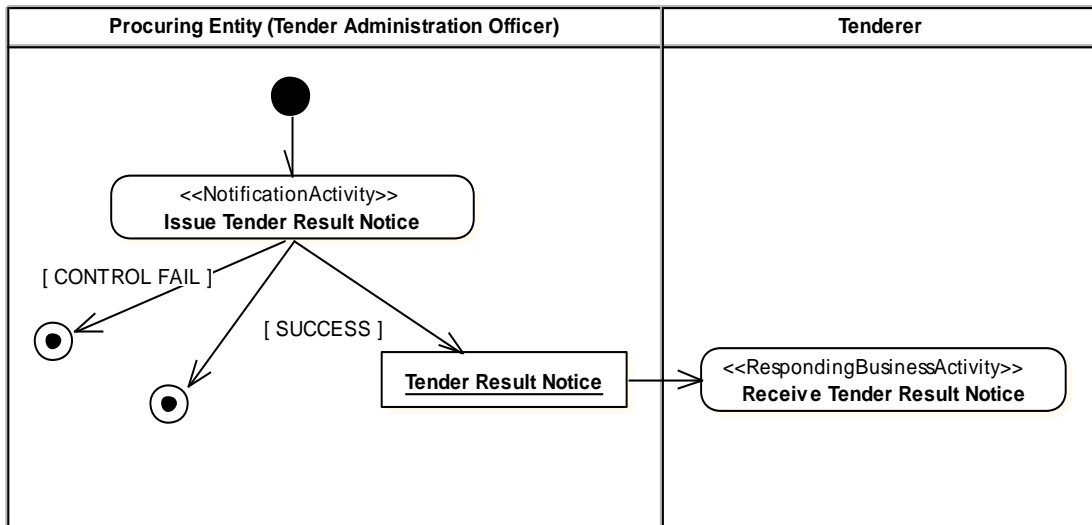 Procuring Entity (Tender Administration Officer)
Tenderer
<<NotificationActivity>>
Issue Tender Result Notice
[ CONTROL FAIL ]
[ SUCCESS ]
Tender Result Notice
<<RespondingBusinessActivity>>
Receive Tender Result Notice